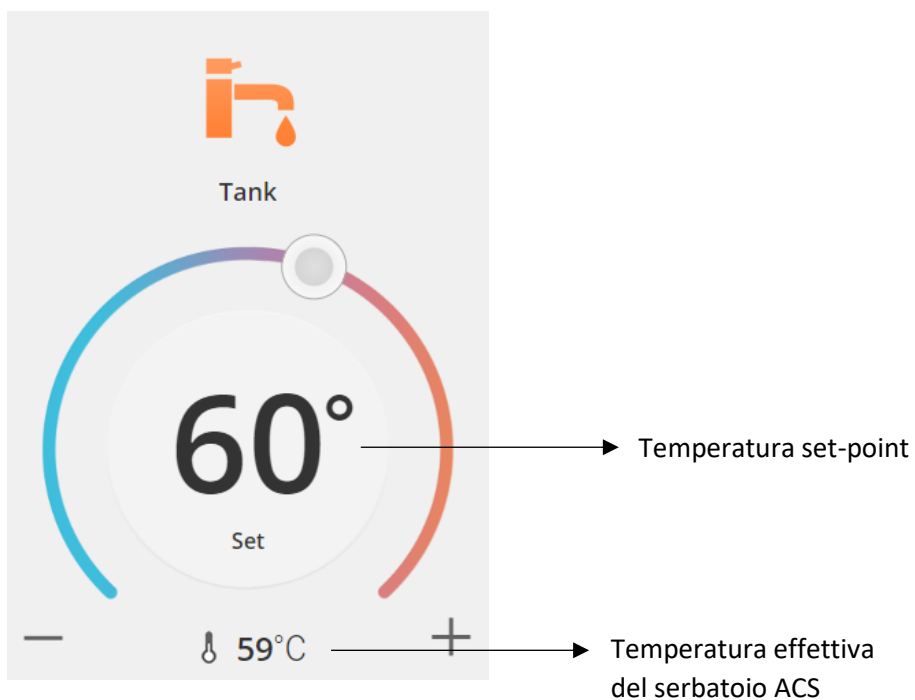 Tank
60°
Temperatura set-point
Set
59°C
Temperatura effettiva
del serbatoio ACS